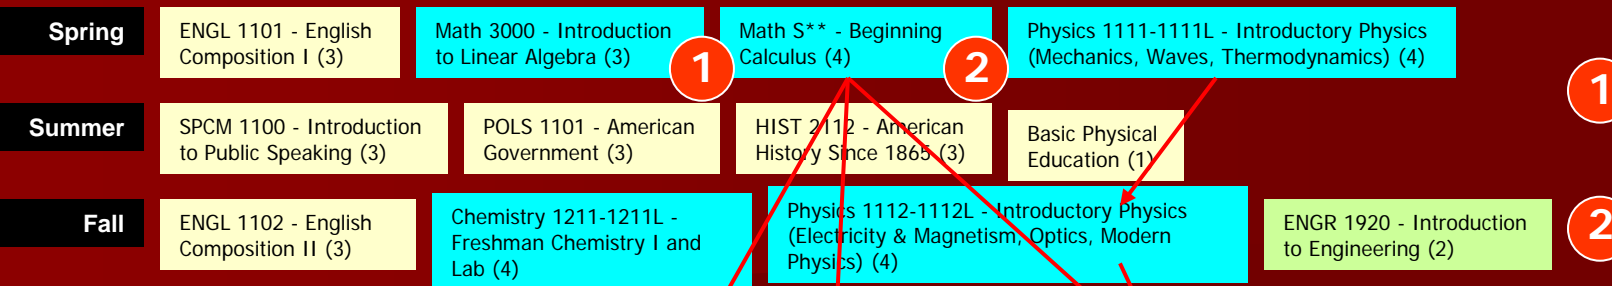 Spring
ENGL 1101 - English
Composition I (3)
Math 3000 - Introduction
to Linear Algebra (3)
1
Math S** - Beginning
Calculus (4)
2
Physics 1111-1111L - Introductory Physics
(Mechanics, Waves, Thermodynamics) (4)
1
Summer
SPCM 1100 - Introduction
to Public Speaking (3)
POLS 1101 - American
Government (3)
HIST 2112 - American
History Since 1865 (3)
Basic Physical
Education (1)
Fall
ENGL 1102 - English
Composition II (3)
Chemistry 1211-1211L -
Freshman Chemistry I and
Lab (4)
Physics 1112-1112L - Introductory Physics
(Electricity & Magnetism, Optics, Modern
Physics) (4)
ENGR 1920 - Introduction
to Engineering (2)
2